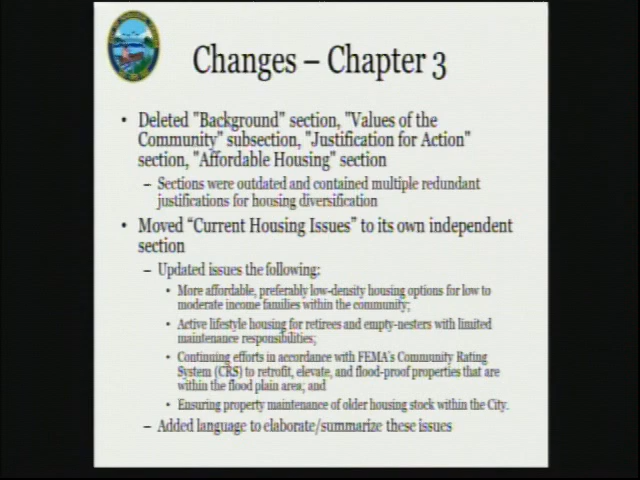 Changes – Chapter 3
• Deleted "Background" section, "Values of the
Community" subsection, "Justification for Action"
section, "Affordable Housing" section
– Sections were outdated and contained multiple redundant
justifications for housing diversification
• Moved “Current Housing Issues” to its own independent
section
– Updated issues the following:
• More affordable, preferably low-density housing options for low to
moderate income families within the community;
• Active lifestyle housing for retirees and empty-nesters with limited
maintenance responsibilities;
• Continuing efforts in accordance with FEMA's Community Rating
System (CRS) to retrofit, elevate, and flood-proof properties that are
within the flood plain area; and
• Ensuring property maintenance of older housing stock within the City.
– Added language to elaborate/summarize these issues